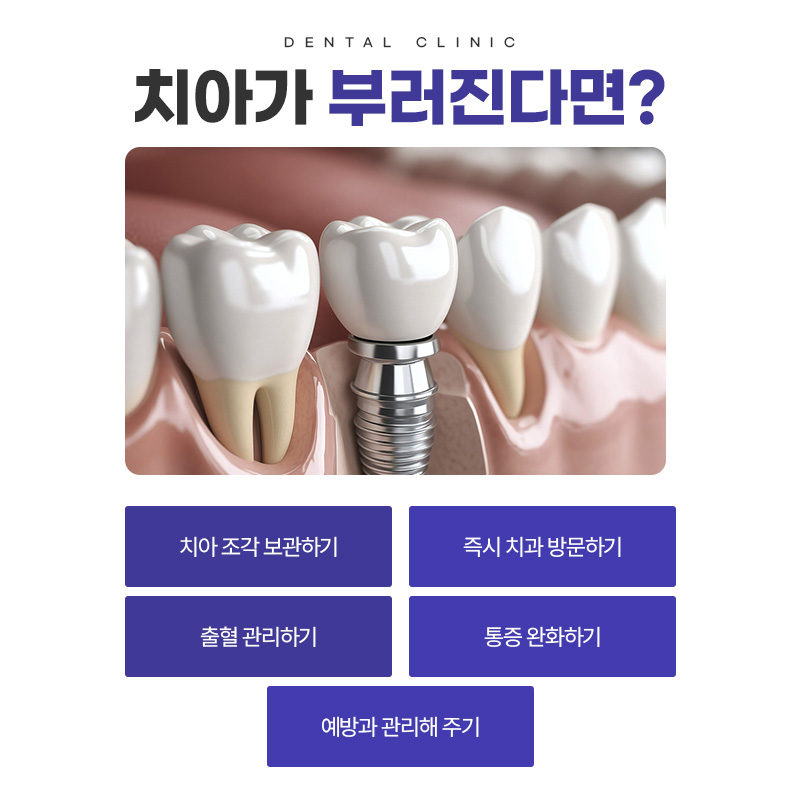 DENTAL CLINIC
치아가 부러진다면?
치아 조각 보관하기
즉시 치과 방문하기
출혈 관리하기
통증 완화하기
예방과 관리해 주기